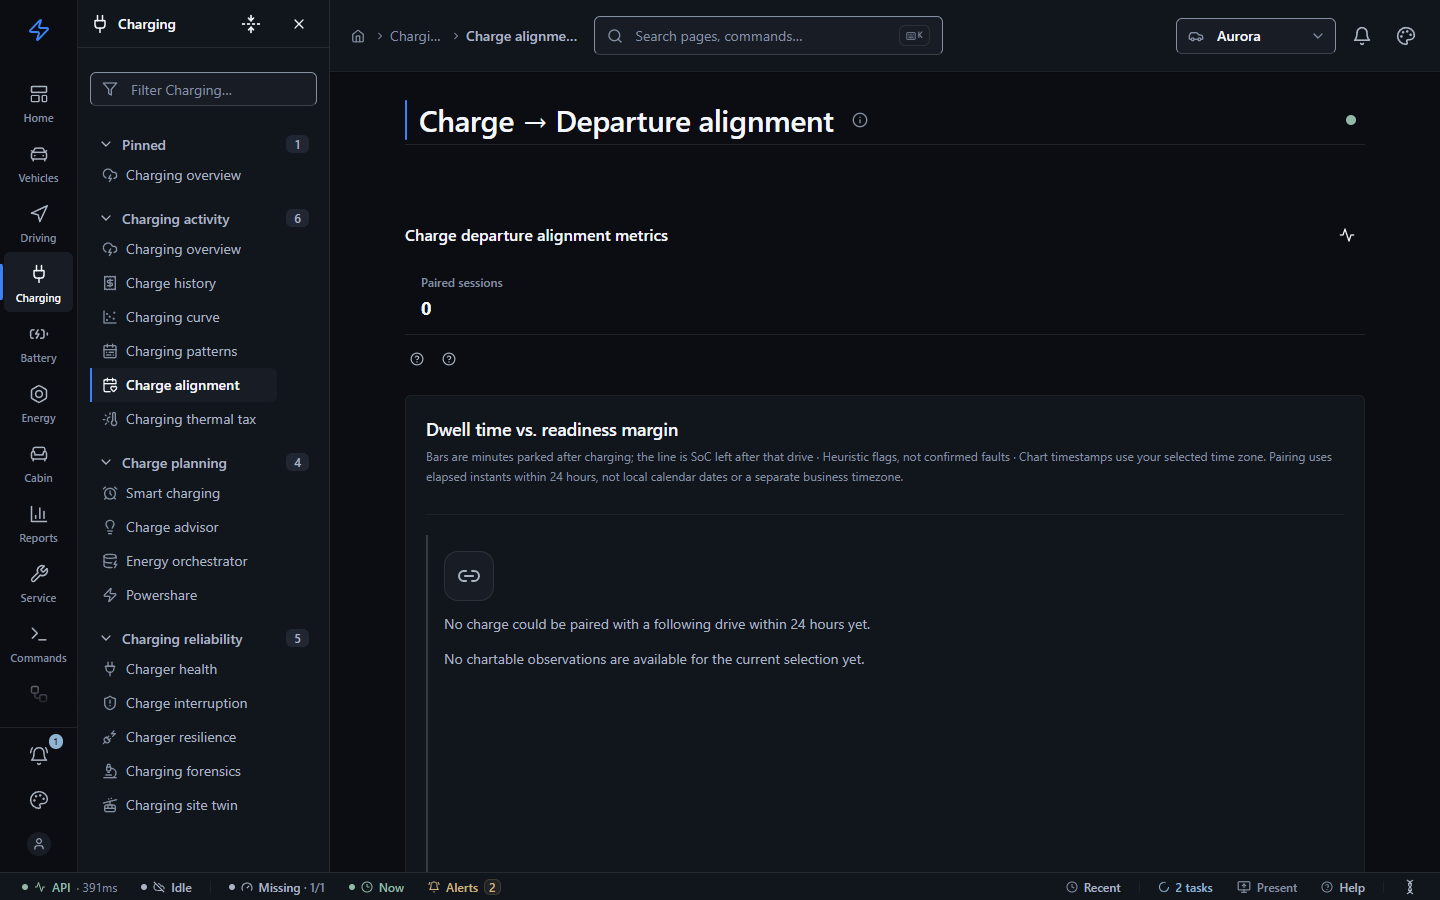 Charging
Filter Charging...
Home
Vehicles
Driving
Charging
Battery
Energy
Cabin
Reports
Service
Commands
1
Pinned
1
Charging overview
Charging activity
6
Charging overview
Charge history
Charging curve
Charging patterns
Charge alignment
Charging thermal tax
Charge planning
4
Smart charging
Charge advisor
Energy orchestrator
Powershare
Charging reliability
5
Charger health
Charge interruption
Charger resilience
Charging forensics
Charging site twin
Chargi...
Charge alignme...
Search pages, commands...
K
Aurora
Charge → Departure alignment
Charge departure alignment metrics
Paired sessions
0
Dwell time vs. readiness margin
Bars are minutes parked after charging; the line is SoC left after that drive · Heuristic flags, not confirmed faults · Chart timestamps use your selected time zone. Pairing uses
elapsed instants within 24 hours, not local calendar dates or a separate business timezone.
No charge could be paired with a following drive within 24 hours yet.
No chartable observations are available for the current selection yet.
API · 391ms
Idle
Missing · 1/1
Now
Alerts 2
Recent
2 tasks
Present
Help